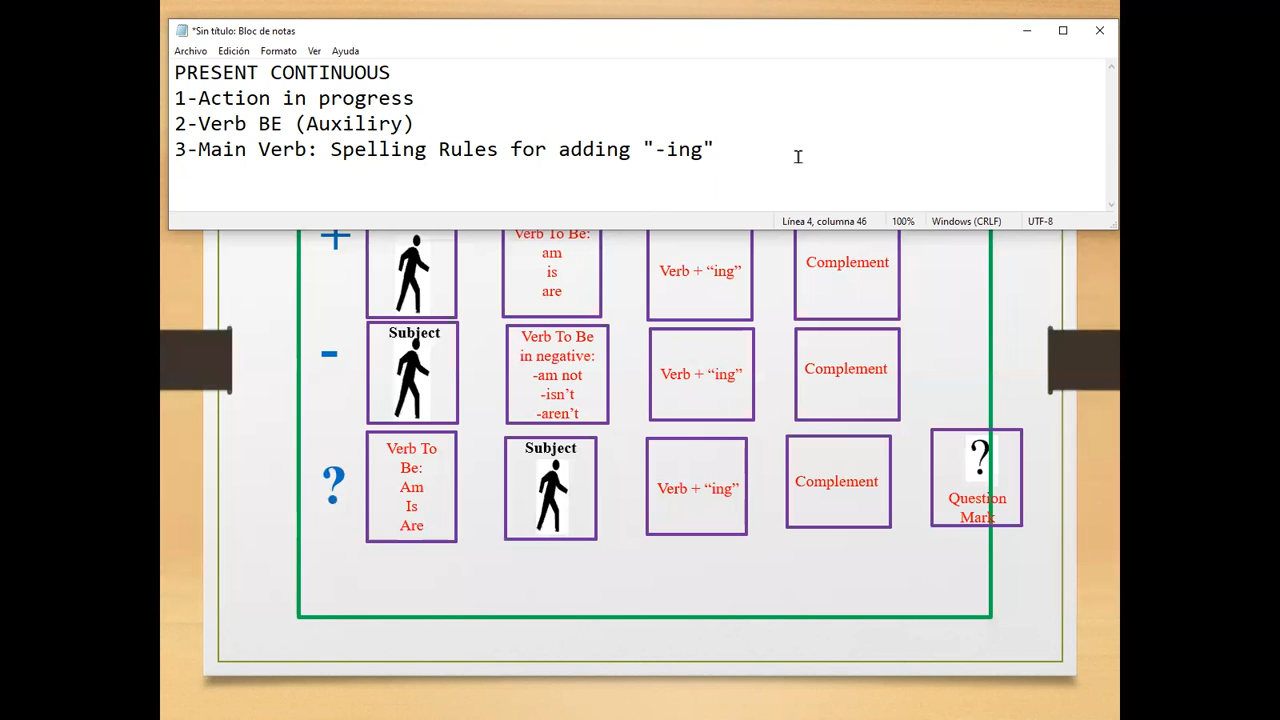 *Sin título: Bloc de notas
Archivo Edición Formato Ver Ayuda
PRESENT CONTINUOUS
1-Action in progress
2-Verb BE (Auxiliry)
3-Main Verb: Spelling Rules for adding "-ing"
Línea 4, columna 46 100% Windows (CRLF) UTF-8
+
Verb To Be:
am
is
are
Verb + “ing”
Complement
-
Subject
Verb To Be
in negative:
-am not
-isn’t
-aren’t
Verb + “ing”
Complement
?
Verb To
Be:
Am
Is
Are
Subject
Verb + “ing”
Complement
?
Question
Mark